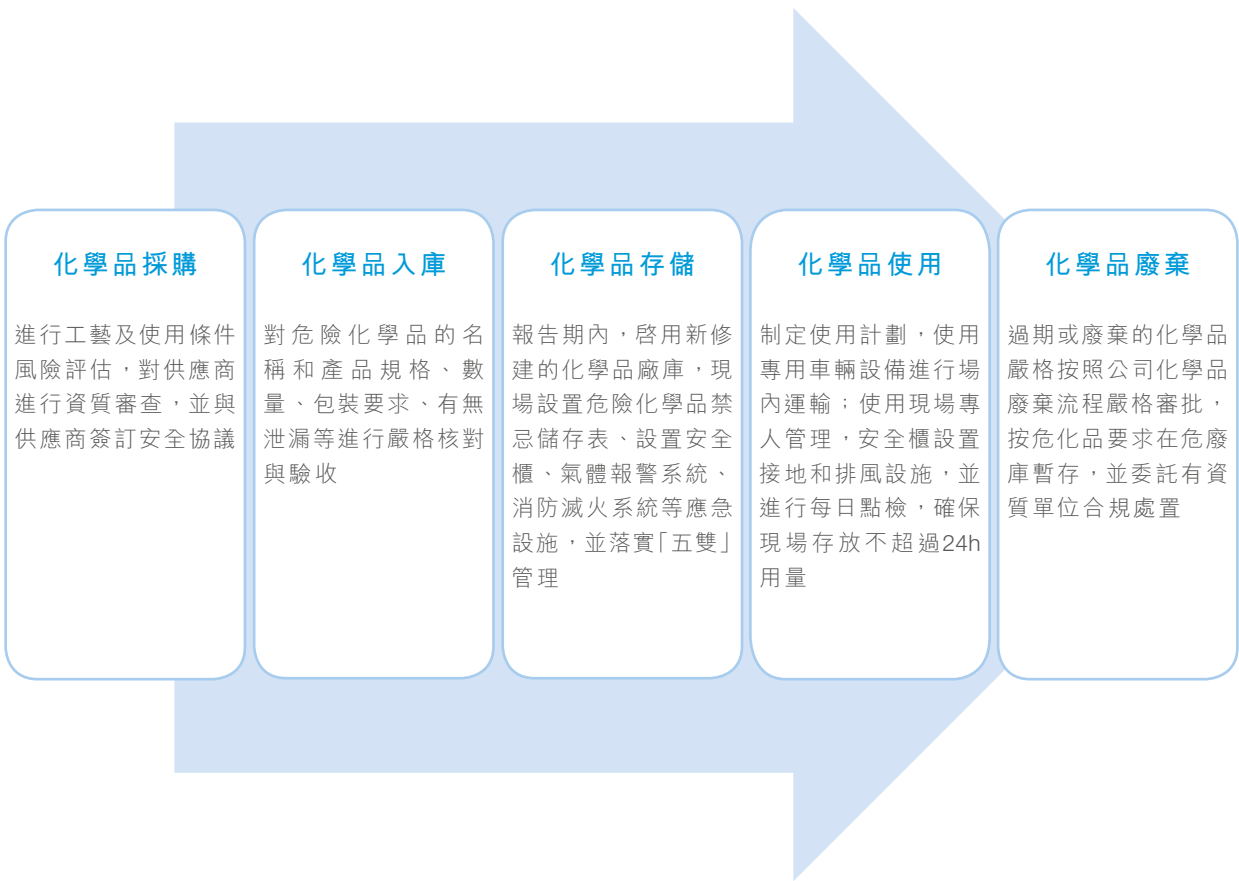 化學品採購
進行工藝及使用條件
風險評估，對供應商
進行資質審查，並與
供應商簽訂安全協議
化學品入庫
對危險化學品的名
稱和產品規格、數
量、包裝要求、有無
泄漏等進行嚴格核對
與驗收
化學品存儲
報告期內，啓用新修
建的化學品廠庫，現
場設置危險化學品禁
忌儲存表、設置安全
櫃、氣體報警系統、
消防滅火系統等應急
設施，並落實「五雙」
管理
化學品使用
制定使用計劃，使用
專用車輛設備進行場
內運輸；使用現場專
人管理，安全櫃設置
接地和排風設施，並
進行每日點檢，確保
現場存放不超過24h
用量
化學品廢棄
過期或廢棄的化學品
嚴格按照公司化學品
廢棄流程嚴格審批，
按危化品要求在危廢
庫暫存，並委託有資
質單位合規處置